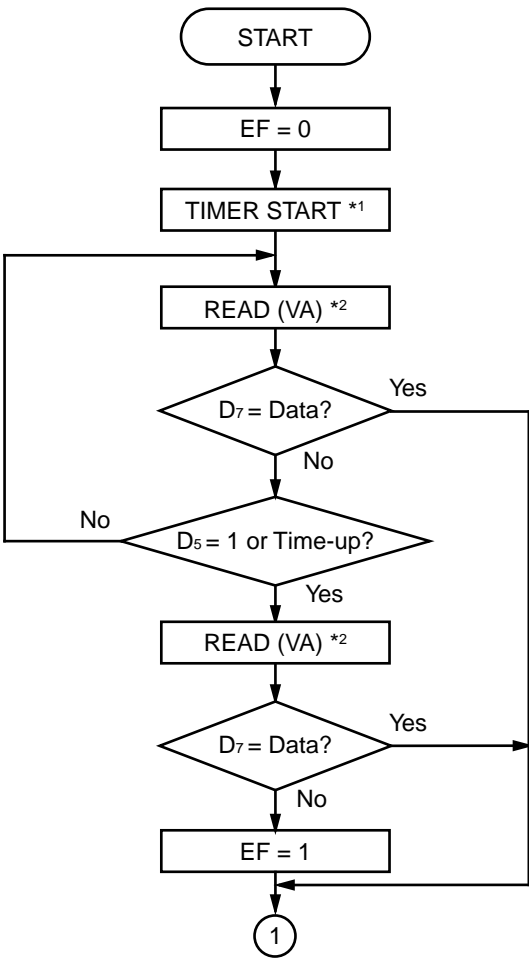 START
EF = 0
TIMER START *1
READ (VA) *2
D7 = Data?
Yes
No
D5 = 1 or Time-up?
No
Yes
READ (VA) *2
D7 = Data?
Yes
No
EF = 1
1